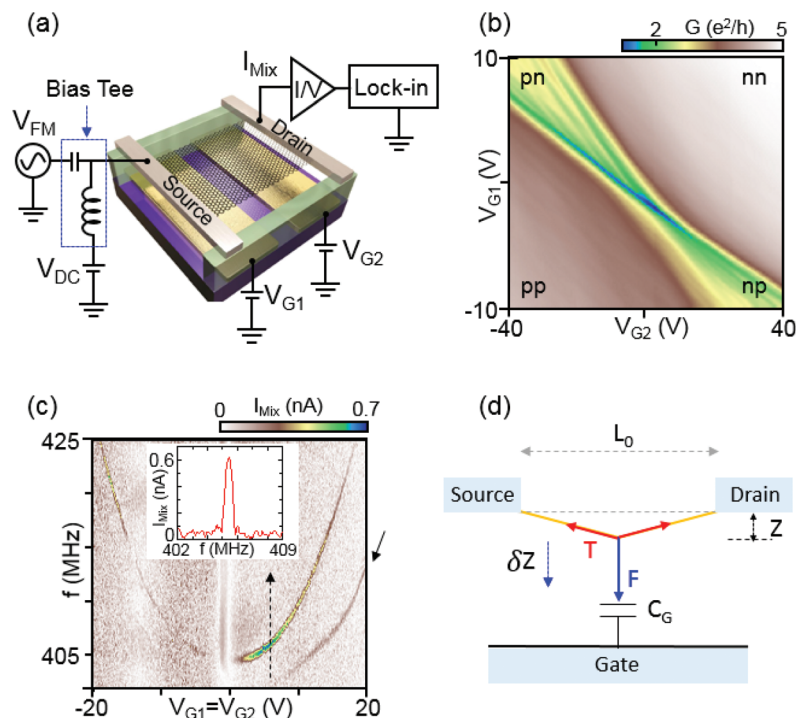 (a)
I_Mix
I/V
Lock-in
Bias Tee
V_FM
Drain
Source
V_DC
V_G2
V_G1
(b)
2 G (e²/h) 5
10
pn
nn
V_G1 (V)
pp
np
-10
-40
V_G2 (V)
40
(c)
0 I_Mix (nA) 0.7
425
0.6
I_Mix (nA)
0
402 f (MHz) 409
f (MHz)
405
-20 V_G1=V_G2 (V) 20
(d)
L_0
Source
Drain
Z
T
F
δZ
C_G
Gate